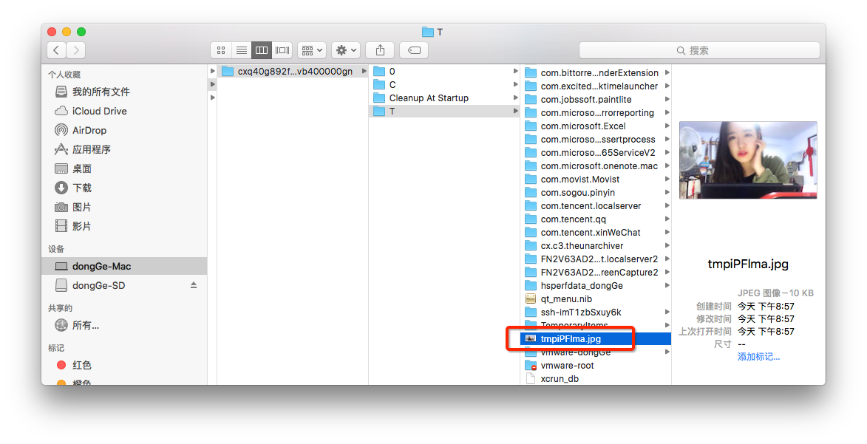 T
搜索
个人收藏
我的所有文件
iCloud Drive
AirDrop
应用程序
桌面
下载
图片
影片
设备
dongGe-Mac
dongGe-SD
共享的
所有...
标记
红色
橙色
cxq40g892f...vb400000gn
0
C
Cleanup At Startup
T
com.bittorre...nderExtension
com.excited...ktimelauncher
com.jobssoft.paintlite
com.microso...rrorreporting
com.microsoft.Excel
com.microso...ssertprocess
com.microso...65ServiceV2
com.microsoft.onenote.mac
com.movist.Movist
com.sogou.pinyin
com.tencent.localserver
com.tencent.qq
com.tencent.xinWeChat
cx.c3.theunarchiver
FN2V63AD2...t.localserver2
FN2V63AD2...reenCapture2
hsperfdata_dongGe
qt_menu.nib
ssh-imT1zbSxuy6k
TemporaryItems
tmpiPFlma.jpg
vmware-dongGe
vmware-root
xcrun_db
tmpiPFlma.jpg
JPEG 图像 – 10 KB
创建时间 今天 下午8:57
修改时间 今天 下午8:57
上次打开时间 今天 下午8:57
尺寸 --
添加标记...